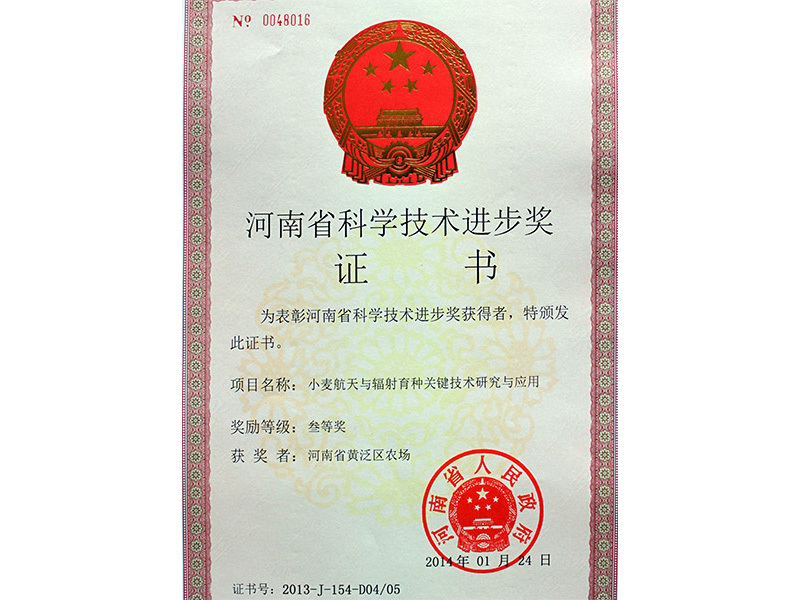 № 0048016
河南省科学技术进步奖
证 书
为表彰河南省科学技术进步奖获得者，特颁发
此证书。
项目名称：小麦航天与辐射育种关键技术研究与应用
奖励等级：叁等奖
获 奖 者：河南省黄泛区农场
河南省人民政府
2014 年 01 月 24 日
证书号：2013-J-154-D04/05